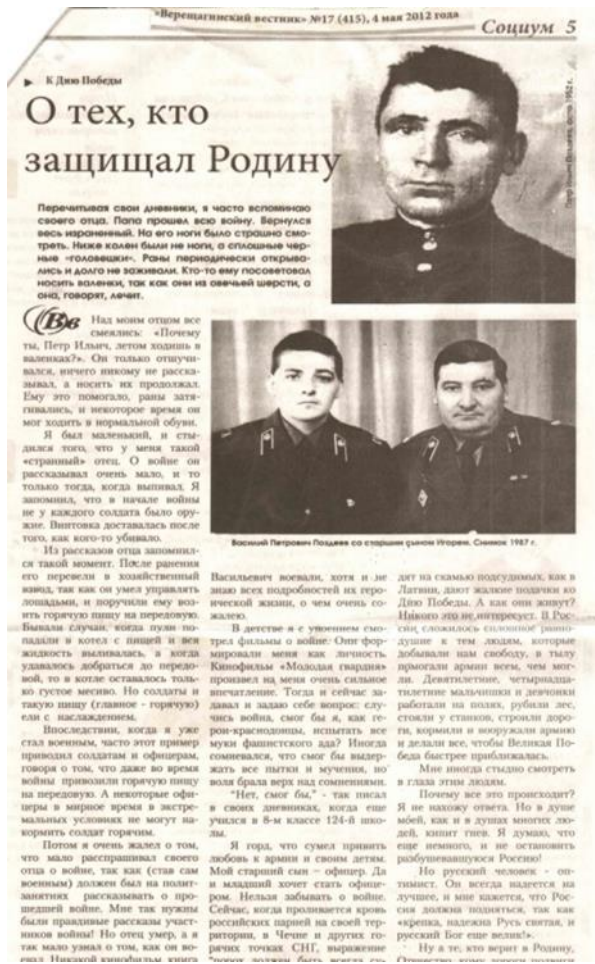 «Верещагинский вестник» №17 (415), 4 мая 2012 года
Социум 5
К Дню Победы
О тех, кто
защищал Родину
Петр Ильич Поздеев, фото 1952 г.
Перечитывая свои дневники, я часто вспоминаю
своего отца. Папа прошел всю войну. Вернулся
весь израненный. На его ноги было страшно смо-
треть. Ниже колен были не ноги, а сплошные чер-
ные «головешки». Раны периодически открыва-
лись и долго не заживали. Кто-то ему посоветовал
носить валенки, так как они из овечьей шерсти, а
она, говорят, лечит.
Вв
Над моим отцом все
смеялись: «Почему
ты, Петр Ильич, летом ходишь в
валенках?». Он только отшучи-
вался, ничего никому не расска-
зывал, а носить их продолжал.
Ему это помогало, раны затя-
гивались, и некоторое время он
мог ходить в нормальной обуви.
Я был маленький, и сты-
дился того, что у меня такой
«странный» отец. О войне он
рассказывал очень мало, и то
только тогда, когда выпивал. Я
запомнил, что в начале войны
не у каждого солдата было ору-
жие. Винтовка доставалась после
того, как кого-то убивало.
Из рассказов отца запомнил-
ся такой момент. После ранения
его перевели в хозяйственный
взвод, так как он умел управлять
лошадьми, и поручили ему воз-
ить горячую пищу на передовую.
Бывали случаи, когда пули по-
падали в котел с пищей и вся
жидкость выливалась, а когда
удавалось добраться до передо-
вой, то в котле оставалось толь-
ко густое месиво. Но солдаты и
такую пищу (главное - горячую)
ели с наслаждением.
Впоследствии, когда я уже
стал военным, часто этот пример
приводил солдатам и офицерам,
говоря о том, что даже во время
войны привозили горячую пищу
на передовую. А некоторые офи-
церы в мирное время в экстре-
мальных условиях не могут на-
кормить солдат горячим.
Потом я очень жалел о том,
что мало расспрашивал своего
отца о войне, так как (став сам
военным) должен был на полит-
занятиях рассказывать о про-
шедшей войне. Мне так нужны
были правдивые рассказы участ-
ников войны! Но отец умер, а я
так мало узнал о том, как он во-
евал. Никакой кинофильм, книга
Василий Петрович Поздеев со старшим сыном Игорем. Снимок 1987 г.
Васильевич воевали, хотя и не
знаю всех подробностей их геро-
ической жизни, о чем очень со-
жалею.
В детстве я с упоением смо-
трел фильмы о войне. Они фор-
мировали меня как личность.
Кинофильм «Молодая гвардия»
произвел на меня очень сильное
впечатление. Тогда и сейчас за-
давал и задаю себе вопрос: слу-
чись война, смог бы я, как ге-
рои-краснодонцы, испытать все
муки фашистского ада? Иногда
сомневался, что смог бы выдер-
жать все пытки и мучения, но
воля брала верх над сомнениями.
"Нет, смог бы," - так писал
в своих дневниках, когда еще
учился в 8-м классе 124-й шко-
лы.
Я горд, что сумел привить
любовь к армии и своим детям.
Мой старший сын – офицер. Да
и младший хочет стать офице-
ром. Нельзя забывать о войне.
Сейчас, когда проливается кровь
российских парней на своей тер-
ритории, в Чечне и других го-
рячих точках СНГ, выражение
"порох должен быть всегда су-
дят на скамью подсудимых, как в
Латвии, дают жалкие подачки ко
Дню Победы. А как они живут?
Никого это не интересует. В Рос-
сии сложилось сплошное равно-
душие к тем людям, которые
добывали нам свободу, в тылу
помогали армии всем, чем мог-
ли. Девятилетние, четырнадца-
тилетние мальчишки и девчонки
работали на полях, рубили лес,
стояли у станков, строили доро-
ги, кормили и вооружали армию
и делали все, чтобы Великая По-
беда быстрее приближалась.
Мне иногда стыдно смотреть
в глаза этим людям.
Почему все это происходит?
Я не нахожу ответа. Но в душе
моей, как и в душах многих лю-
дей, кипит гнев. Я думаю, что
еще немного, и не остановить
разбушевавшуюся Россию!
Но русский человек - оп-
тимист. Он всегда надеется на
лучшее, и мне кажется, что Рос-
сия должна подняться, так как
«крепка, надежна Русь святая, и
русский Бог еще велик!».
Ну а те, кто верит в Родину,
Отечество, кому дороги подвиги